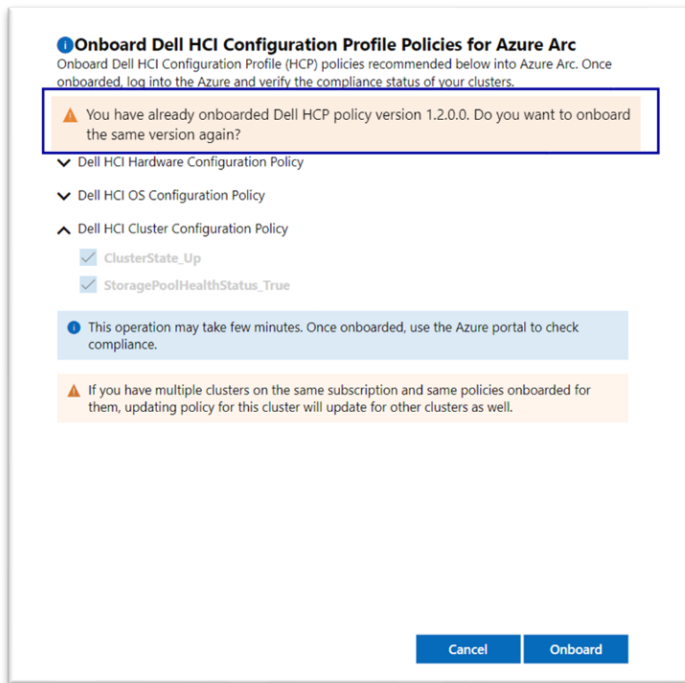 Onboard Dell HCI Configuration Profile Policies for Azure Arc
Onboard Dell HCI Configuration Profile (HCP) policies recommended below into Azure Arc. Once
onboarded, log into the Azure and verify the compliance status of your clusters.
You have already onboarded Dell HCP policy version 1.2.0.0. Do you want to onboard
the same version again?
Dell HCI Hardware Configuration Policy
Dell HCI OS Configuration Policy
Dell HCI Cluster Configuration Policy
ClusterState_Up
StoragePoolHealthStatus_True
This operation may take few minutes. Once onboarded, use the Azure portal to check
compliance.
If you have multiple clusters on the same subscription and same policies onboarded for
them, updating policy for this cluster will update for other clusters as well.
Cancel
Onboard